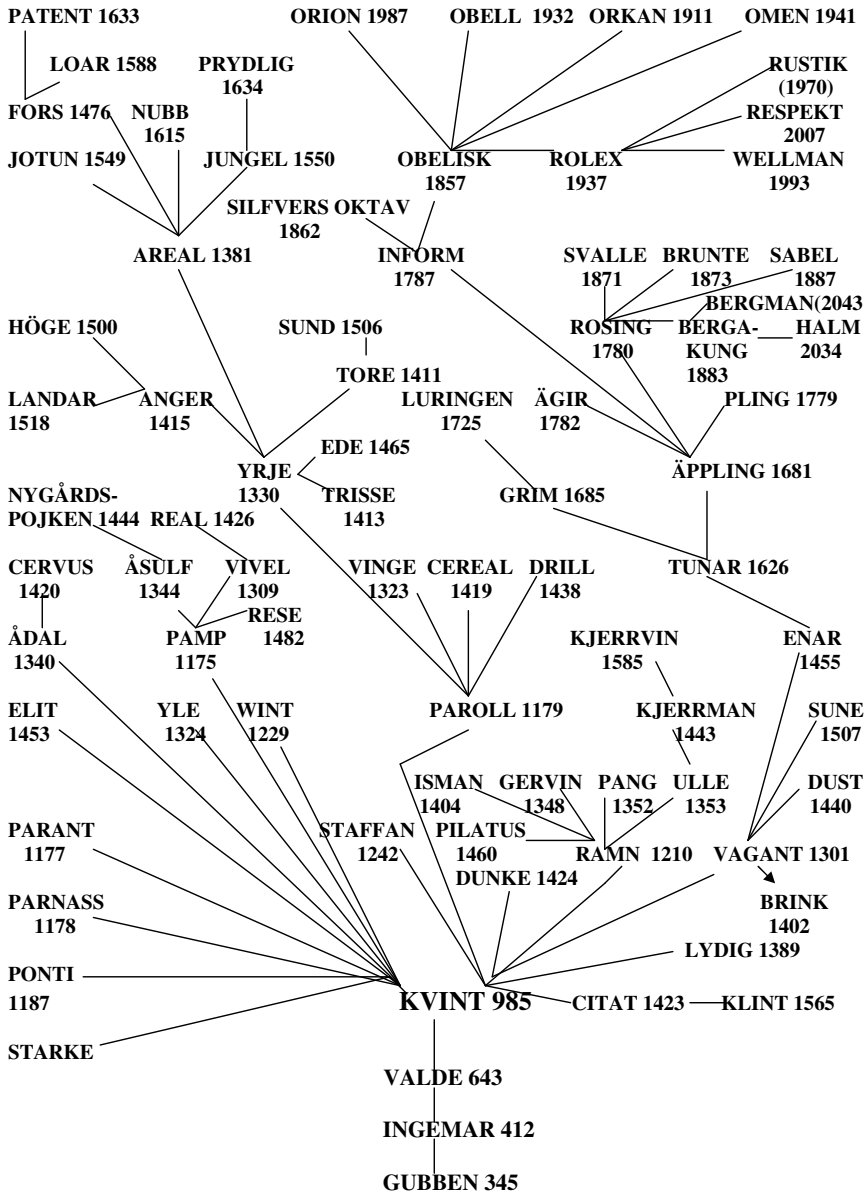 PATENT 1633 ORION 1987 OBELL 1932 ORKAN 1911 OMEN 1941
LOAR 1588 PRYDLIG RUSTIK
1634 (1970)
FORS 1476 NUBB RESPEKT
1615 2007
JOTUN 1549 JUNGEL 1550 OBELISK ROLEX WELLMAN
1857 1937 1993
SILFVERS OKTAV
1862
AREAL 1381 INFORM SVALLE BRUNTE SABEL
1787 1871 1873 1887
BERGMAN(2043
HÖGE 1500 SUND 1506 ROSING BERGA- HALM
1780 KUNG 2034
1883
TORE 1411
LANDAR ANGER LURINGEN ÄGIR PLING 1779
1518 1415 1725 1782
EDE 1465
YRJE ÄPPLING 1681
1330
NYGÅRDS- TRISSE GRIM 1685
POJKEN 1444 REAL 1426 1413
CERVUS ÅSULF VIVEL VINGE CEREAL DRILL TUNAR 1626
1420 1344 1309 1323 1419 1438
RESE
1482
ÅDAL PAMP KJERRVIN ENAR
1340 1175 1585 1455
ELIT YLE WINT PAROLL 1179 KJERRMAN SUNE
1453 1324 1229 1443 1507
ISMAN GERVIN PANG ULLE DUST
1404 1348 1352 1353 1440
PARANT STAFFAN PILATUS
1177 1242 1460 RAMN 1210 VAGANT 1301
DUNKE 1424
PARNASS BRINK
1178 1402
LYDIG 1389
PONTI
1187 KVINT 985 CITAT 1423 KLINT 1565
STARKE
VALDE 643
INGEMAR 412
GUBBEN 345